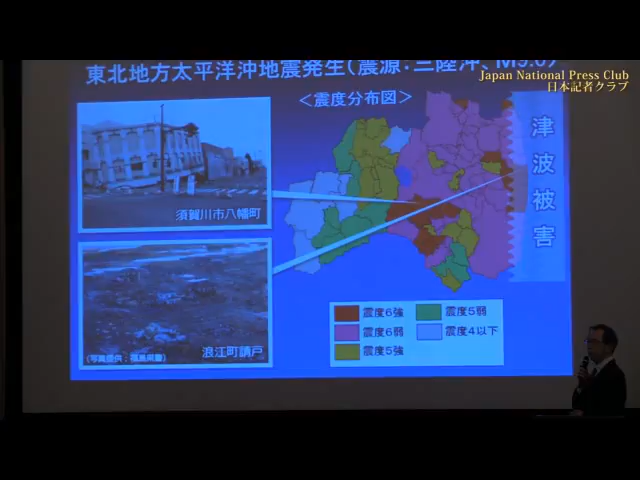 東北地方太平洋沖地震発生(震源:三陸沖、M9.0)
Japan National Press Club
日本記者クラブ
<震度分布図>
津波被害
須賀川市八幡町
浪江町請戸
(写真提供:福島県警)
震度6強
震度5弱
震度6弱
震度4以下
震度5強